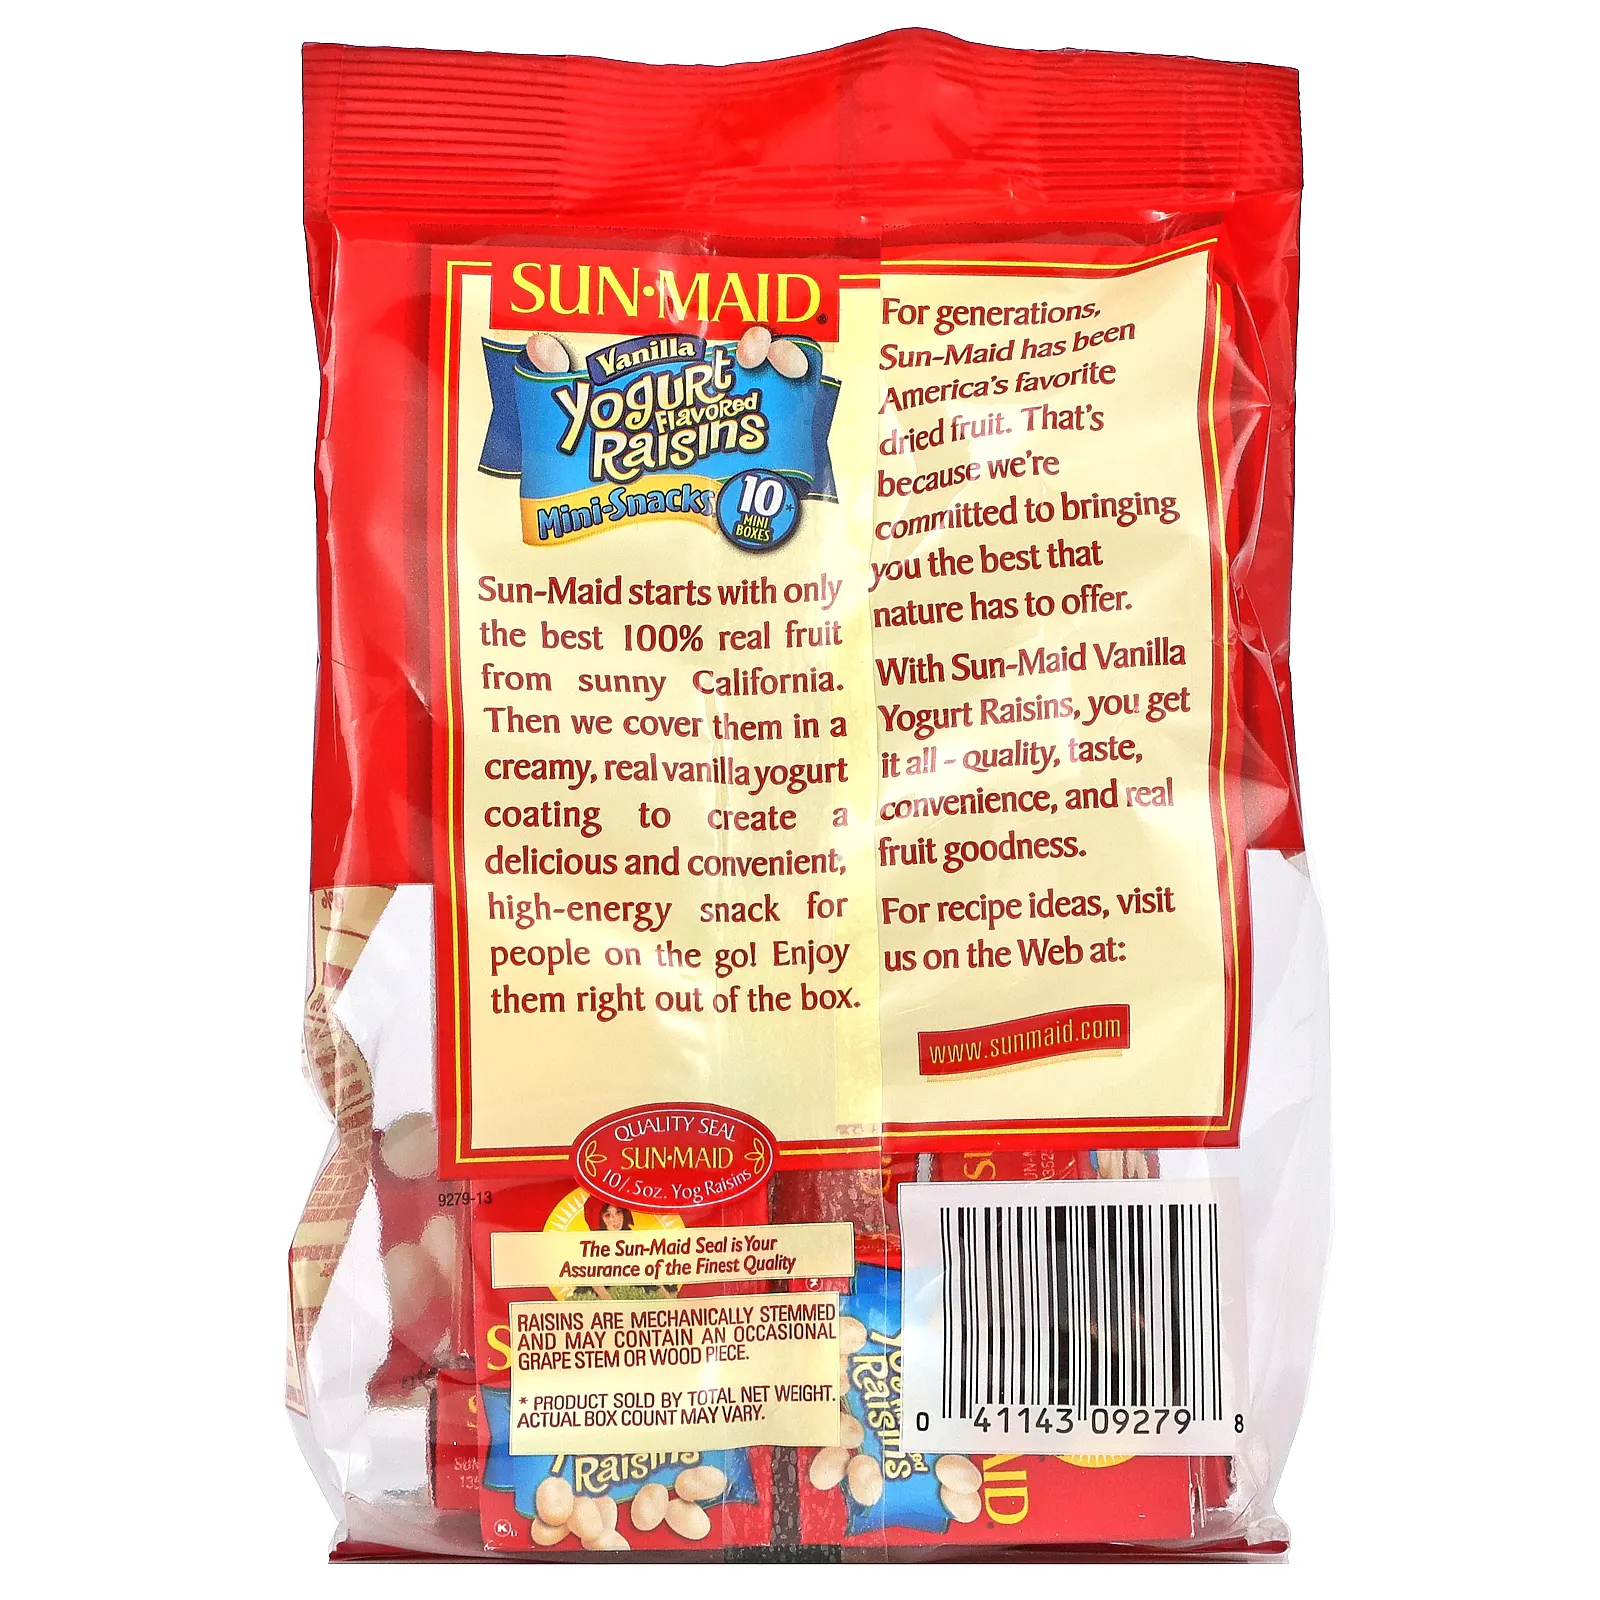 SUN·MAID®
Vanilla
Yogurt
Flavored
Raisins
Mini-Snacks
10*
MINI
BOXES
Sun-Maid starts with only
the best 100% real fruit
from sunny California.
Then we cover them in a
creamy, real vanilla yogurt
coating to create a
delicious and convenient,
high-energy snack for
people on the go! Enjoy
them right out of the box.
For generations,
Sun-Maid has been
America's favorite
dried fruit. That's
because we're
committed to bringing
you the best that
nature has to offer.
With Sun-Maid Vanilla
Yogurt Raisins, you get
it all - quality, taste,
convenience, and real
fruit goodness.
For recipe ideas, visit
us on the Web at:
www.sunmaid.com
QUALITY SEAL
SUN·MAID
10/.5oz. Yog Raisins
9279-13
The Sun-Maid Seal is Your
Assurance of the Finest Quality
RAISINS ARE MECHANICALLY STEMMED
AND MAY CONTAIN AN OCCASIONAL
GRAPE STEM OR WOOD PIECE.
* PRODUCT SOLD BY TOTAL NET WEIGHT.
ACTUAL BOX COUNT MAY VARY.
0 41143 09279 8
Raisins
Raisins